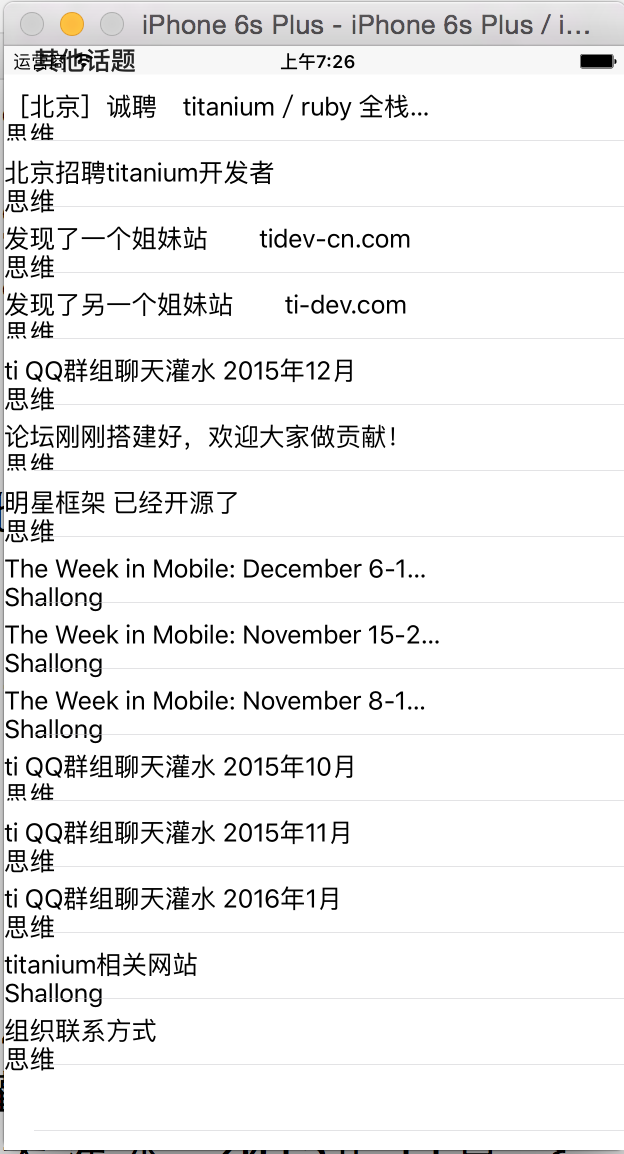 iPhone 6s Plus - iPhone 6s Plus / i...
运营商
其他话题
上午7:26
［北京］诚聘 titanium / ruby 全栈...
思维
北京招聘titanium开发者
思维
发现了一个姐妹站 tidev-cn.com
思维
发现了另一个姐妹站 ti-dev.com
思维
ti QQ群组聊天灌水 2015年12月
思维
论坛刚刚搭建好，欢迎大家做贡献！
思维
明星框架 已经开源了
思维
The Week in Mobile: December 6-1...
Shallong
The Week in Mobile: November 15-2...
Shallong
The Week in Mobile: November 8-1...
Shallong
ti QQ群组聊天灌水 2015年10月
思维
ti QQ群组聊天灌水 2015年11月
思维
ti QQ群组聊天灌水 2016年1月
思维
titanium相关网站
Shallong
组织联系方式
思维